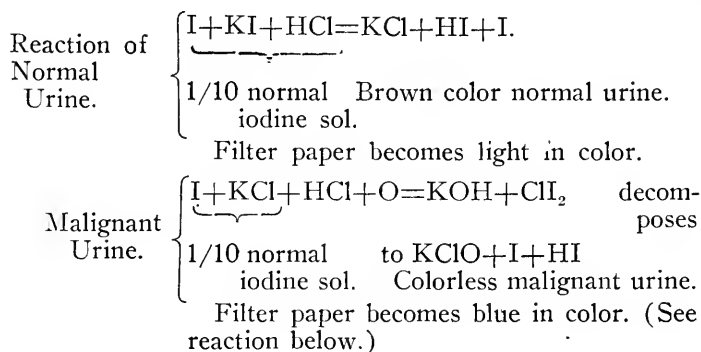 Reaction of Normal Urine.
I+KI+HCl=KCl+HI+I.
1/10 normal Brown color normal urine.
iodine sol.
Filter paper becomes light in color.
Malignant Urine.
I+KCl+HCl+O=KOH+ClI₂ decom-
poses
1/10 normal to KClO+I+HI
iodine sol. Colorless malignant urine.
Filter paper becomes blue in color. (See
reaction below.)